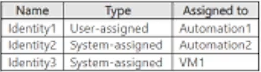 Name Type Assigned to
Identity1 User-assigned Automation1
Identity2 System-assigned Automation2
Identity3 System-assigned VM1